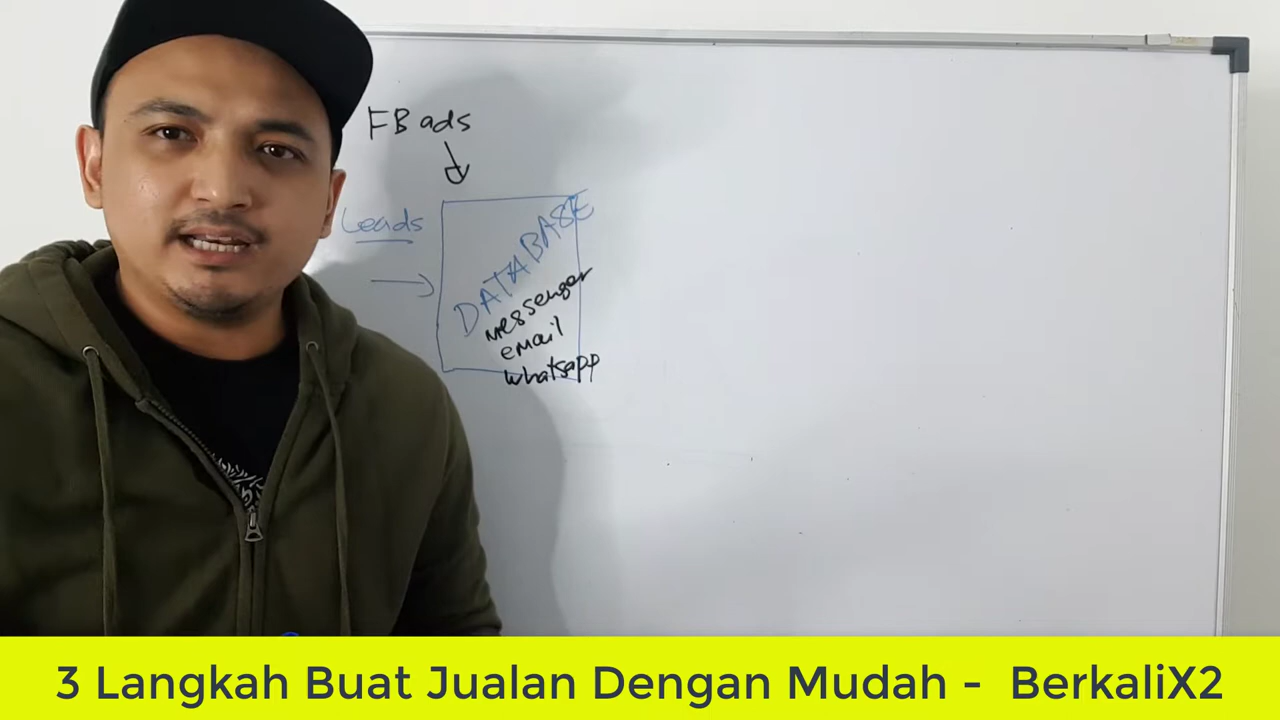 FB ads
Leads
DATABASE
messenger
email
whatsapp
3 Langkah Buat Jualan Dengan Mudah - BerkaliX2